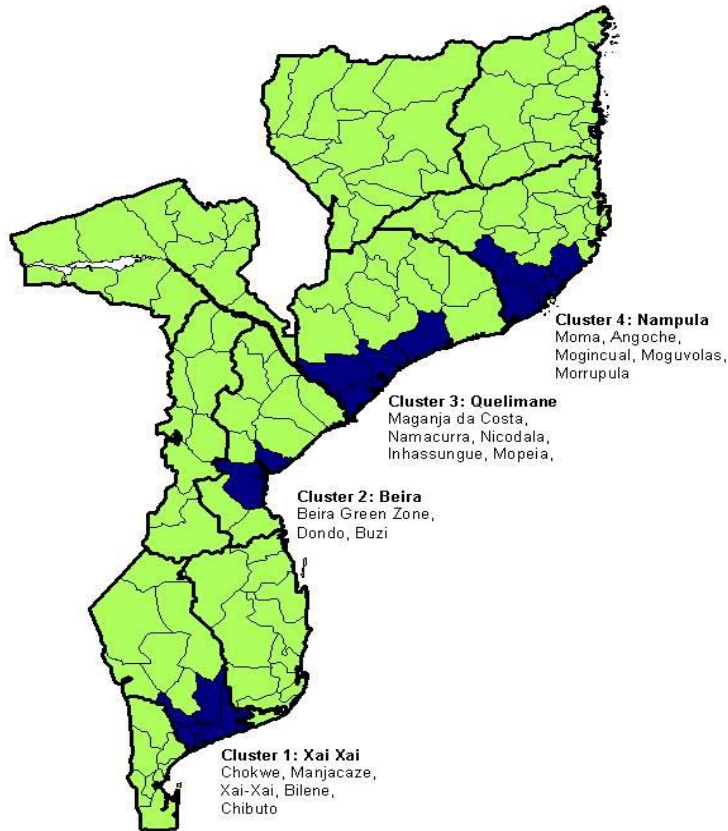 Cluster 4: Nampula
Moma, Angoche,
Mogincual, Moguvolas,
Morrupula
Cluster 3: Quelimane
Maganja da Costa,
Namacurra, Nicodala,
Inhassungue, Mopeia,
Cluster 2: Beira
Beira Green Zone,
Dondo, Buzi
Cluster 1: Xai Xai
Chokwe, Manjacaze,
Xai-Xai, Bilene,
Chibuto